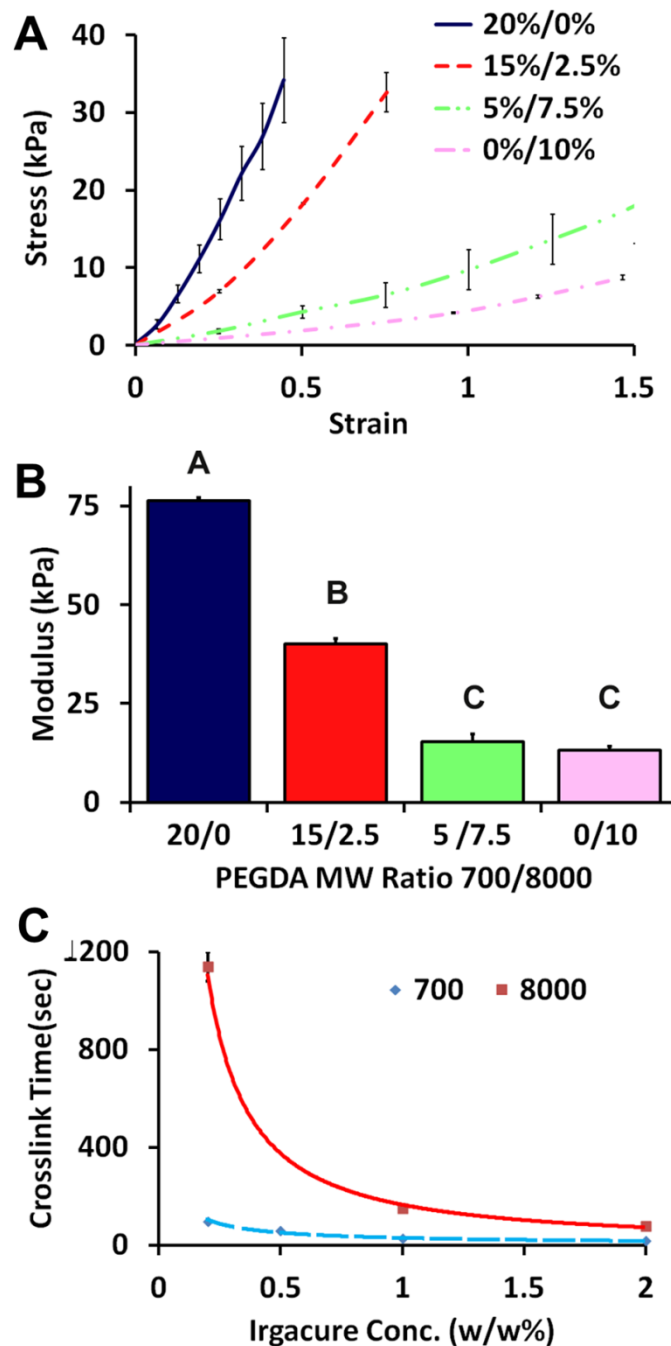 A
40
30
20
10
0
Stress (kPa)
20%/0%
15%/2.5%
5%/7.5%
0%/10%
0
0.5
1
1.5
Strain
B
75
50
25
0
Modulus (kPa)
A
B
C
C
20/0
15/2.5
5 /7.5
0/10
PEGDA MW Ratio 700/8000
C
1200
800
400
0
Crosslink Time(sec)
700
8000
0
0.5
1
1.5
2
Irgacure Conc. (w/w%)